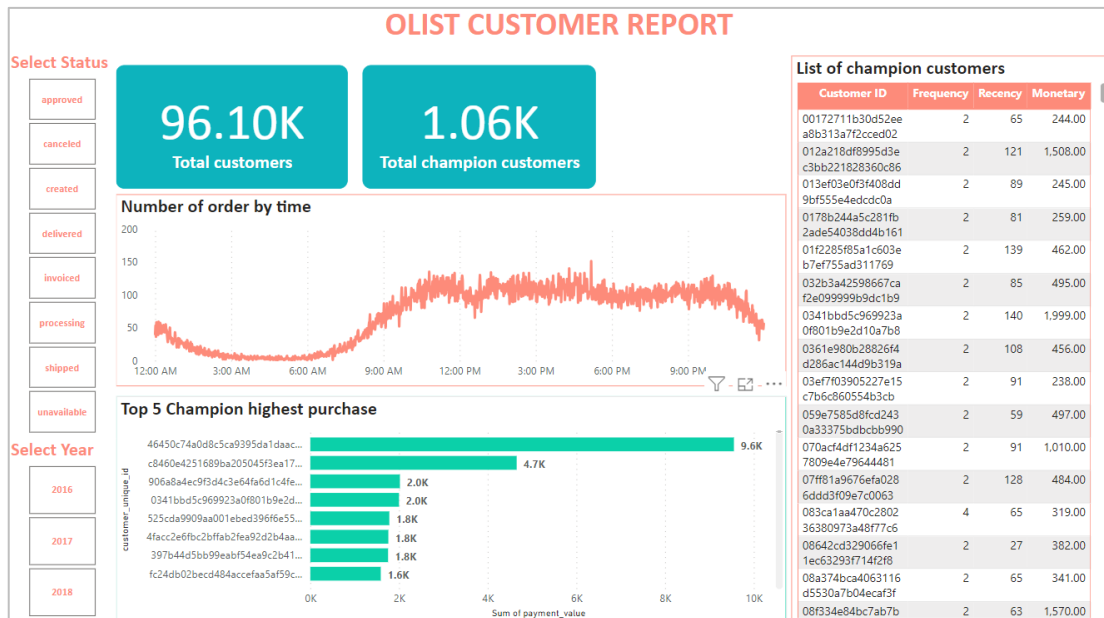 OLIST CUSTOMER REPORT
Select Status
approved
canceled
created
delivered
invoiced
processing
shipped
unavailable
Select Year
2016
2017
2018
96.10K
Total customers
1.06K
Total champion customers
Number of order by time
200
150
100
50
0
12:00 AM 3:00 AM 6:00 AM 9:00 AM 12:00 PM 3:00 PM 6:00 PM 9:00 PM
Top 5 Champion highest purchase
customer_unique_id
46450c74a0d8c5ca9395da1daac... 9.6K
c8460e4251689ba205045f3ea17... 4.7K
906a8a4ec9f3d4c3e64fa6d1c4fe... 2.0K
0341bbd5c969923a0f801b9e2d... 2.0K
525cda9909aa001ebed396f6e55... 1.8K
4facc2e6fbc2bffab2fea92d2b4aa... 1.8K
397b44d5bb99eabf54ea9c2b41... 1.8K
fc24db02becd484accefaa5af59c... 1.6K
0K 2K 4K 6K 8K 10K
Sum of payment_value
List of champion customers
Customer ID Frequency Recency Monetary
00172711b30d52ee 2 65 244.00
a8b313a7f2cced02
012a218df8995d3e 2 121 1,508.00
c3bb221828360c86
013ef03e0f3f408dd 2 89 245.00
9bf555e4edcdc0a
0178b244a5c281fb 2 81 259.00
2ade54038dd4b161
01f2285f85a1c603e 2 139 462.00
b7ef755ad311769
032b3a42598667ca 2 85 495.00
f2e099999b9dc1b9
0341bbd5c969923a 2 140 1,999.00
0f801b9e2d10a7b8
0361e980b28826f4 2 108 456.00
d286ac144d9b319a
03ef7f03905227e15 2 91 238.00
c7b6c860554b3cb
059e7585d8fcd243 2 59 497.00
0a33375bdbcbb990
070acf4df1234a625 2 91 1,010.00
7809e4e79644481
07ff81a9676efa028 2 128 484.00
6ddd3f09e7c0063
083ca1aa470c2802 4 65 319.00
36380973a48f77c6
08642cd329066fe1 2 27 382.00
1ec63293f714f2f8
08a374bca4063116 2 65 341.00
d5530a7b04ecaf3f
08f334e84bc7ab7b 2 63 1,570.00